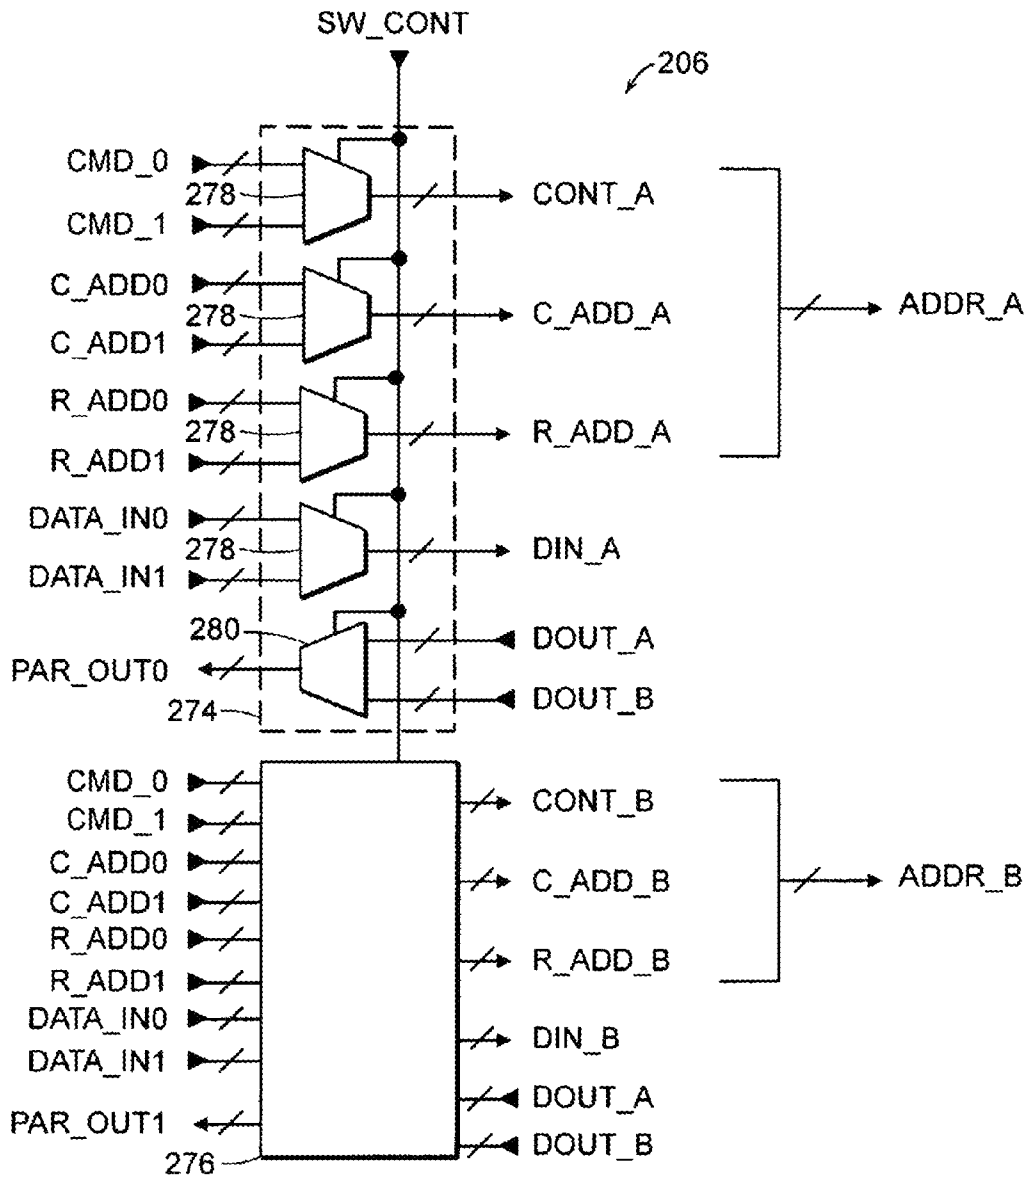 SW_CONT
206
CMD_0
278
CMD_1
CONT_A
C_ADD0
278
C_ADD1
C_ADD_A
ADDR_A
R_ADD0
278
R_ADD1
R_ADD_A
DATA_IN0
278
DATA_IN1
DIN_A
280
PAR_OUT0
DOUT_A
DOUT_B
274
CMD_0
CMD_1
C_ADD0
C_ADD1
R_ADD0
R_ADD1
DATA_IN0
DATA_IN1
PAR_OUT1
276
CONT_B
C_ADD_B
R_ADD_B
ADDR_B
DIN_B
DOUT_A
DOUT_B